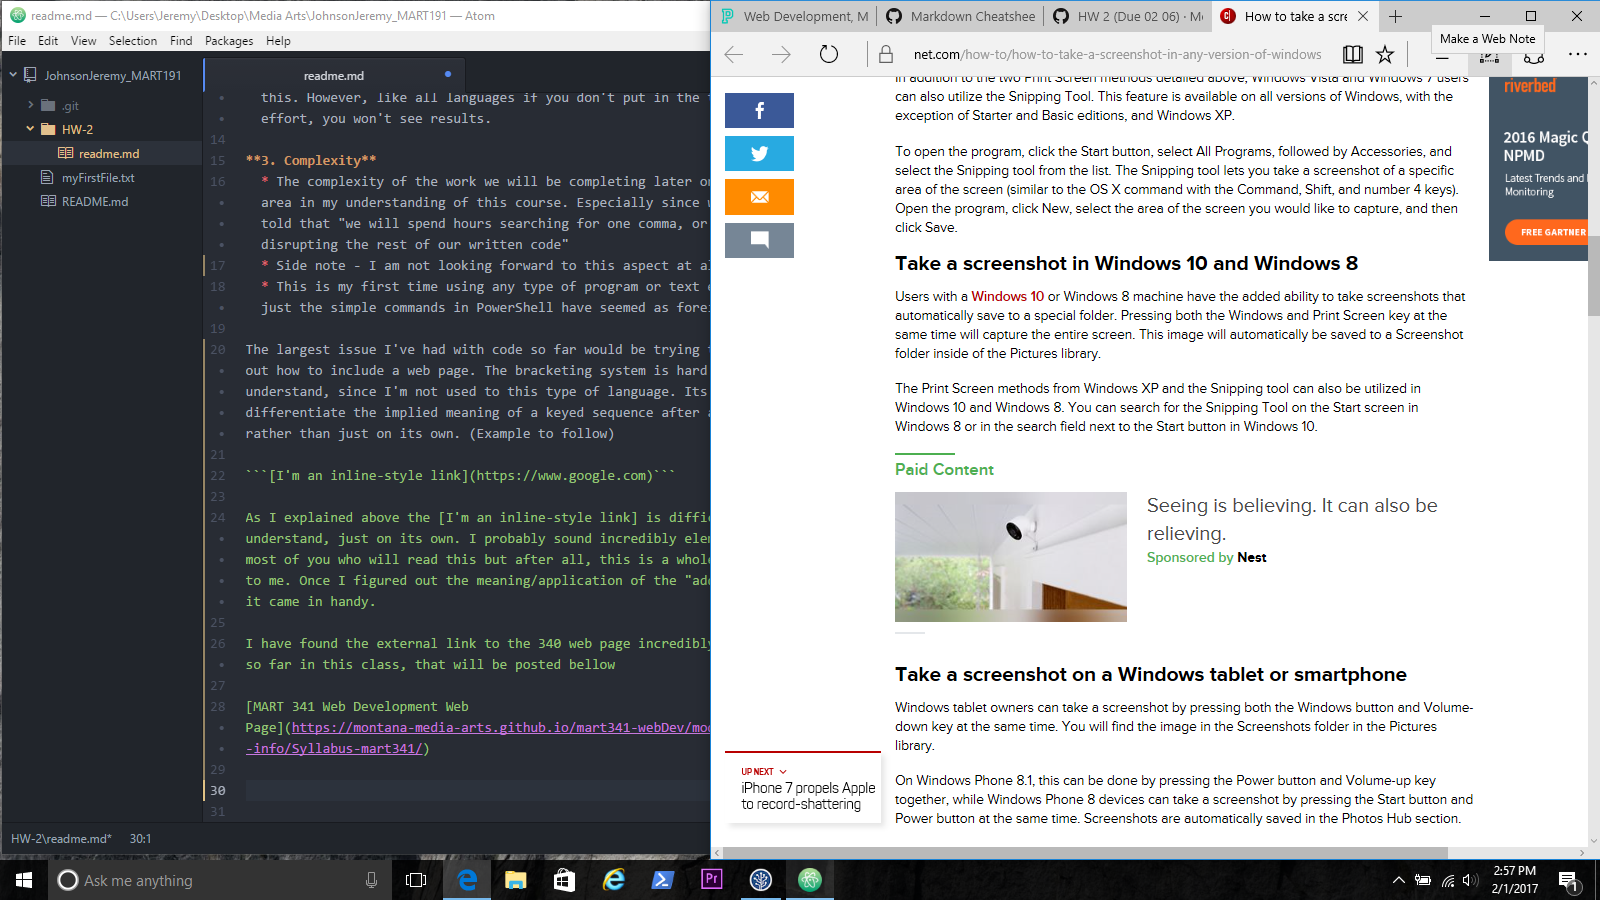 readme.md — C:\Users\Jeremy\Desktop\Media Arts\JohnsonJeremy_MART191 — Atom
File Edit View Selection Find Packages Help
JohnsonJeremy_MART191
.git
HW-2
readme.md
myFirstFile.txt
README.md
readme.md
this. However, like all languages if you don't put in the
effort, you won't see results.
14
15 **3. Complexity**
16 * The complexity of the work we will be completing later
area in my understanding of this course. Especially since
told that "we will spend hours searching for one comma, or
disrupting the rest of our written code"
17 * Side note - I am not looking forward to this aspect at
18 * This is my first time using any type of program or text
just the simple commands in PowerShell have seemed as
19
20 The largest issue I've had with code so far would be trying
out how to include a web page. The bracketing system is hard
understand, since I'm not used to this type of language. Its
differentiate the implied meaning of a keyed sequence after
rather than just on its own. (Example to follow)
21
22 ```[I'm an inline-style link](https://www.google.com)```
23
24 As I explained above the [I'm an inline-style link] is
understand, just on its own. I probably sound incredibly
most of you who will read this but after all, this is a
to me. Once I figured out the meaning/application of the
it came in handy.
25
26 I have found the external link to the 340 web page
so far in this class, that will be posted bellow
27
28 [MART 341 Web Development Web
Page](https://montana-media-arts.github.io/mart341-webDev/
-info/Syllabus-mart341/)
29
30
31
HW-2\readme.md* 30:1
Web Development, M
Markdown Cheatshee
HW 2 (Due 02 06) · M
How to take a scre
Make a Web Note
net.com/how-to/how-to-take-a-screenshot-in-any-version-of-windows
In addition to the two Print Screen methods detailed above, Windows Vista and Windows 7 users
can also utilize the Snipping Tool. This feature is available on all versions of Windows, with the
exception of Starter and Basic editions, and Windows XP.
To open the program, click the Start button, select All Programs, followed by Accessories, and
select the Snipping tool from the list. The Snipping tool lets you take a screenshot of a specific
area of the screen (similar to the OS X command with the Command, Shift, and number 4 keys).
Open the program, click New, select the area of the screen you would like to capture, and then
click Save.
Take a screenshot in Windows 10 and Windows 8
Users with a Windows 10 or Windows 8 machine have the added ability to take screenshots that
automatically save to a special folder. Pressing both the Windows and Print Screen key at the
same time will capture the entire screen. This image will automatically be saved to a Screenshot
folder inside of the Pictures library.
The Print Screen methods from Windows XP and the Snipping tool can also be utilized in
Windows 10 and Windows 8. You can search for the Snipping Tool on the Start screen in
Windows 8 or in the search field next to the Start button in Windows 10.
Paid Content
Seeing is believing. It can also be
relieving.
Sponsored by Nest
Take a screenshot on a Windows tablet or smartphone
Windows tablet owners can take a screenshot by pressing both the Windows button and Volume-
down key at the same time. You will find the image in the Screenshots folder in the Pictures
library.
On Windows Phone 8.1, this can be done by pressing the Power button and Volume-up key
together, while Windows Phone 8 devices can take a screenshot by pressing the Start button and
Power button at the same time. Screenshots are automatically saved in the Photos Hub section.
UP NEXT
iPhone 7 propels Apple
to record-shattering
riverbed
2016 Magic
NPMD
Latest Trends and
Monitoring
FREE GARTNER
Ask me anything
Pr
2:57 PM
2/1/2017
1